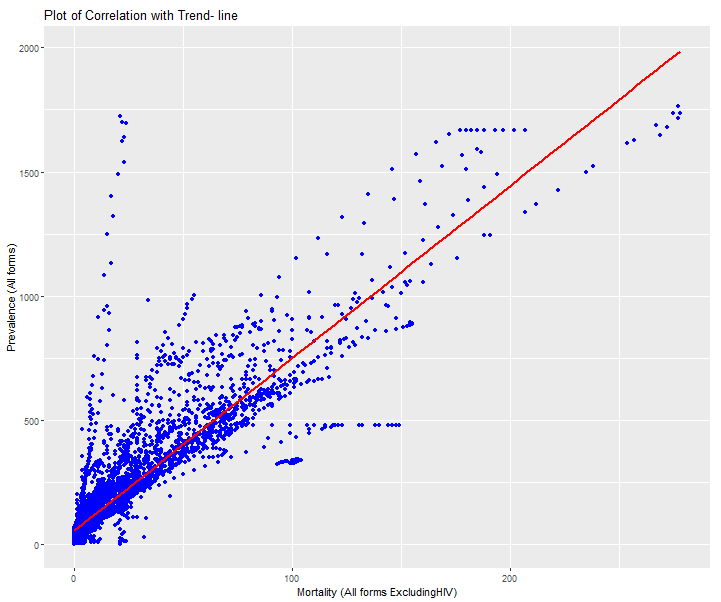 Plot of Correlation with Trend- line
Prevalence (All forms)
2000
1500
1000
500
0
0 100 200
Mortality (All forms ExcludingHIV)